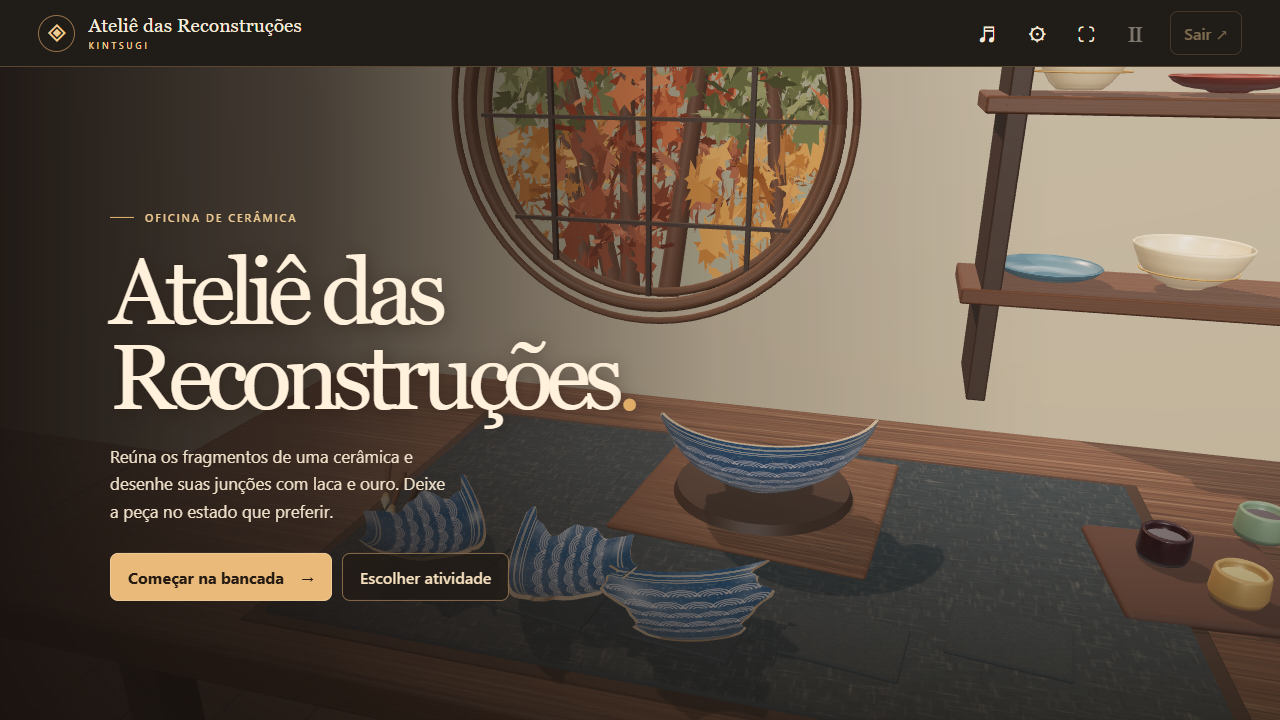 Ateliê das Reconstruções
KINTSUGI
Sair ↗
OFICINA DE CERÂMICA
Ateliê das
Reconstruções.
Reúna os fragmentos de uma cerâmica e
desenhe suas junções com laca e ouro. Deixe
a peça no estado que preferir.
Começar na bancada →
Escolher atividade